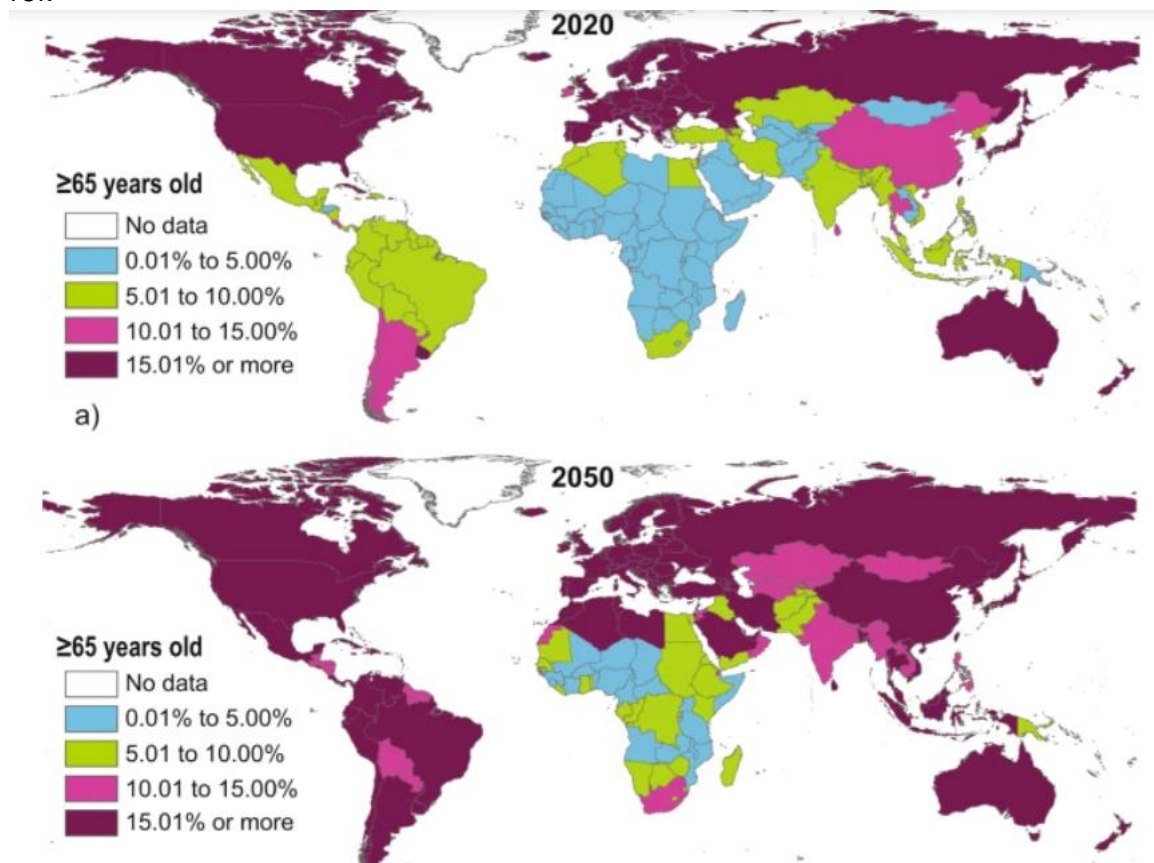 2020
≥65 years old
No data
0.01% to 5.00%
5.01 to 10.00%
10.01 to 15.00%
15.01% or more
a)
2050
≥65 years old
No data
0.01% to 5.00%
5.01 to 10.00%
10.01 to 15.00%
15.01% or more